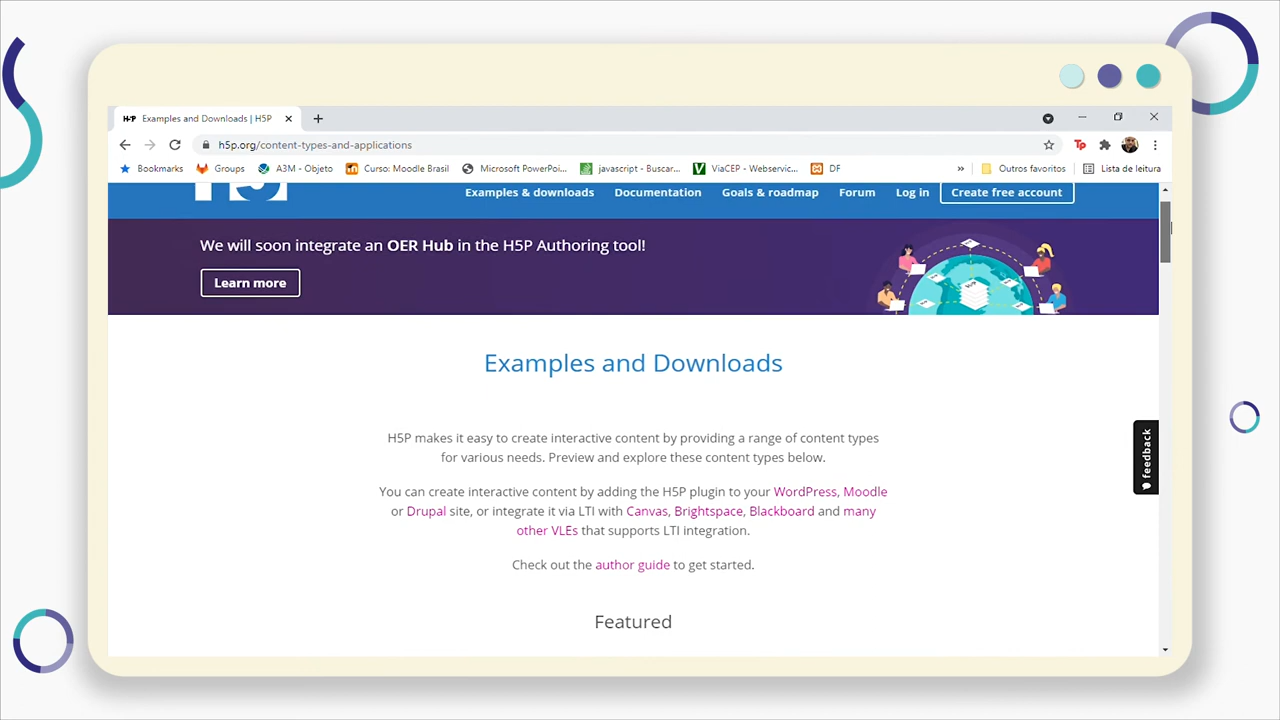 H-P Examples and Downloads | H5P
h5p.org/content-types-and-applications
Tp
Bookmarks Groups A3M - Objeto Curso: Moodle Brasil Microsoft PowerPoi... javascript - Buscar... ViaCEP - Webservic... DF » Outros favoritos Lista de leitura
Examples & downloads Documentation Goals & roadmap Forum Log in Create free account
We will soon integrate an OER Hub in the H5P Authoring tool!
Learn more
Examples and Downloads
H5P makes it easy to create interactive content by providing a range of content types
for various needs. Preview and explore these content types below.
feedback
You can create interactive content by adding the H5P plugin to your WordPress, Moodle
or Drupal site, or integrate it via LTI with Canvas, Brightspace, Blackboard and many
other VLEs that supports LTI integration.
Check out the author guide to get started.
Featured